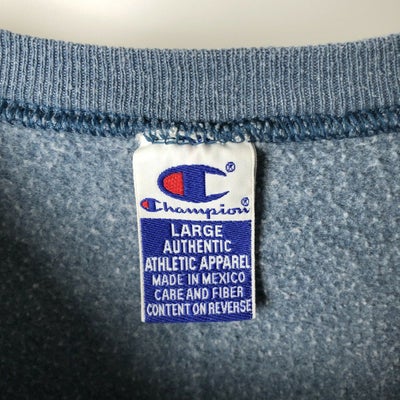 ®
Champion®
LARGE
AUTHENTIC
ATHLETIC APPAREL
MADE IN MEXICO
CARE AND FIBER
CONTENT ON REVERSE